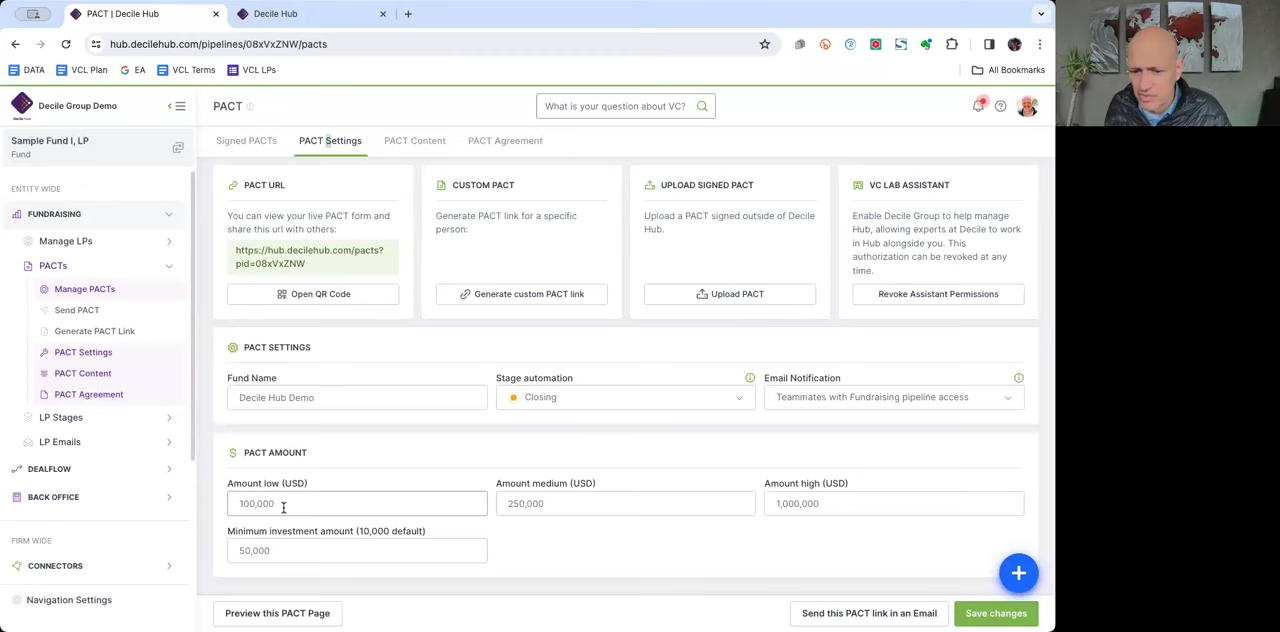 PACT | Decile Hub
Decile Hub
hub.decilehub.com/pipelines/08xVxZNW/pacts
DATA
VCL Plan
EA
VCL Terms
VCL LPs
All Bookmarks
Decile Group Demo
PACT
What is your question about VC?
Sample Fund I, LP
Fund
Signed PACTs
PACT Settings
PACT Content
PACT Agreement
ENTITY WIDE
FUNDRAISING
Manage LPs
PACTs
Manage PACTs
Send PACT
Generate PACT Link
PACT Settings
PACT Content
PACT Agreement
LP Stages
LP Emails
DEALFLOW
BACK OFFICE
FIRM WIDE
CONNECTORS
Navigation Settings
PACT URL
You can view your live PACT form and
share this url with others:
https://hub.decilehub.com/pacts?
pid=08xVxZNW
Open QR Code
CUSTOM PACT
Generate PACT link for a specific
person:
Generate custom PACT link
UPLOAD SIGNED PACT
Upload a PACT signed outside of Decile
Hub.
Upload PACT
VC LAB ASSISTANT
Enable Decile Group to help manage
Hub, allowing experts at Decile to work
in Hub alongside you. This
authorization can be revoked at any
time.
Revoke Assistant Permissions
PACT SETTINGS
Fund Name
Decile Hub Demo
Stage automation
Closing
Email Notification
Teammates with Fundraising pipeline access
PACT AMOUNT
Amount low (USD)
100,000
Amount medium (USD)
250,000
Amount high (USD)
1,000,000
Minimum investment amount (10,000 default)
50,000
Preview this PACT Page
Send this PACT link in an Email
Save changes